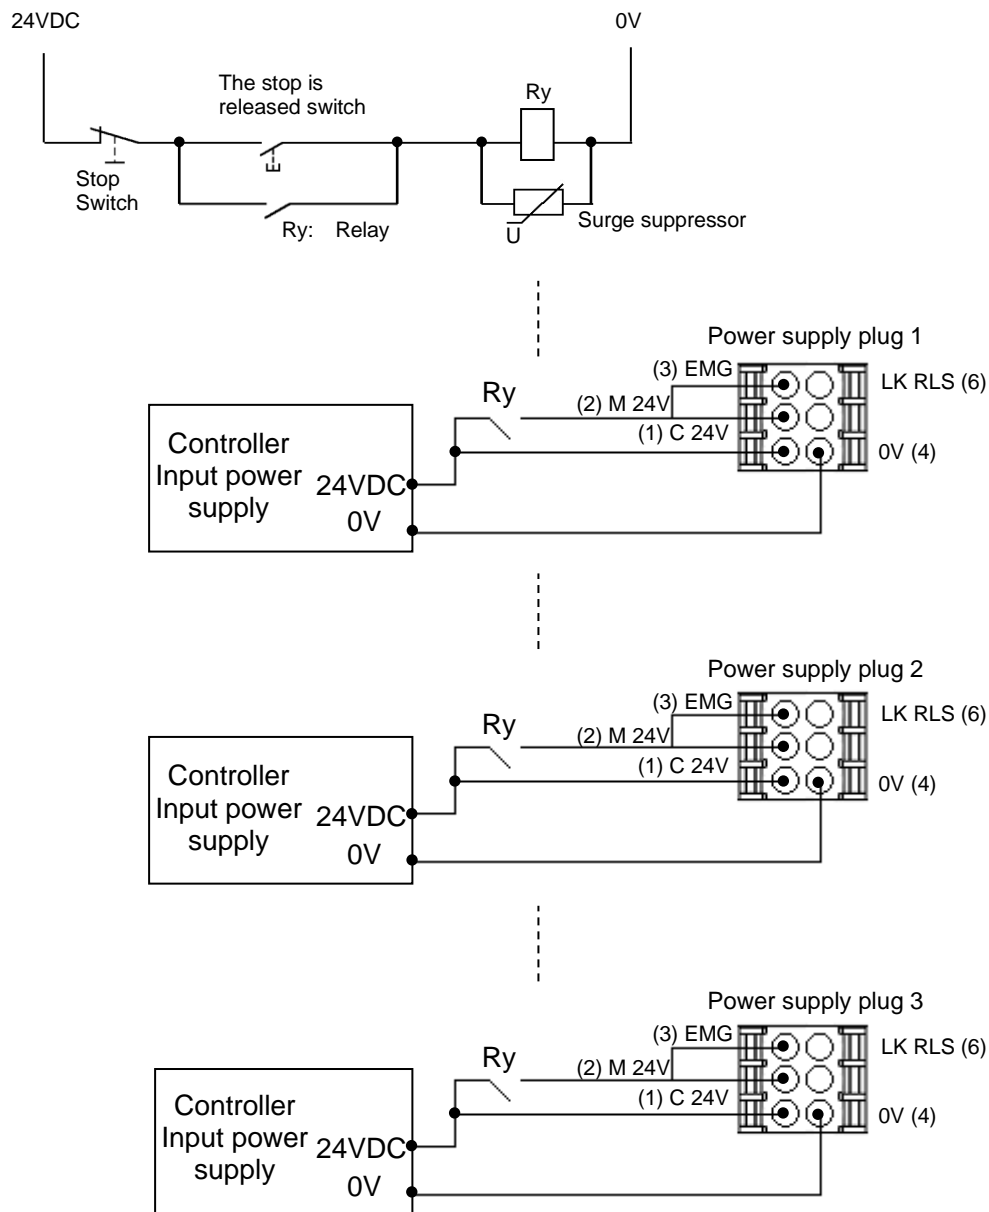 24VDC
0V
The stop is
released switch
Ry
Stop
Switch
Ry: Relay
U
Surge suppressor
Power supply plug 1
(3) EMG
LK RLS (6)
Ry
(2) M 24V
(1) C 24V
0V (4)
Controller
Input power
supply
24VDC
0V
Power supply plug 2
(3) EMG
LK RLS (6)
Ry
(2) M 24V
(1) C 24V
0V (4)
Controller
Input power
supply
24VDC
0V
Power supply plug 3
(3) EMG
LK RLS (6)
Ry
(2) M 24V
(1) C 24V
0V (4)
Controller
Input power
supply
24VDC
0V